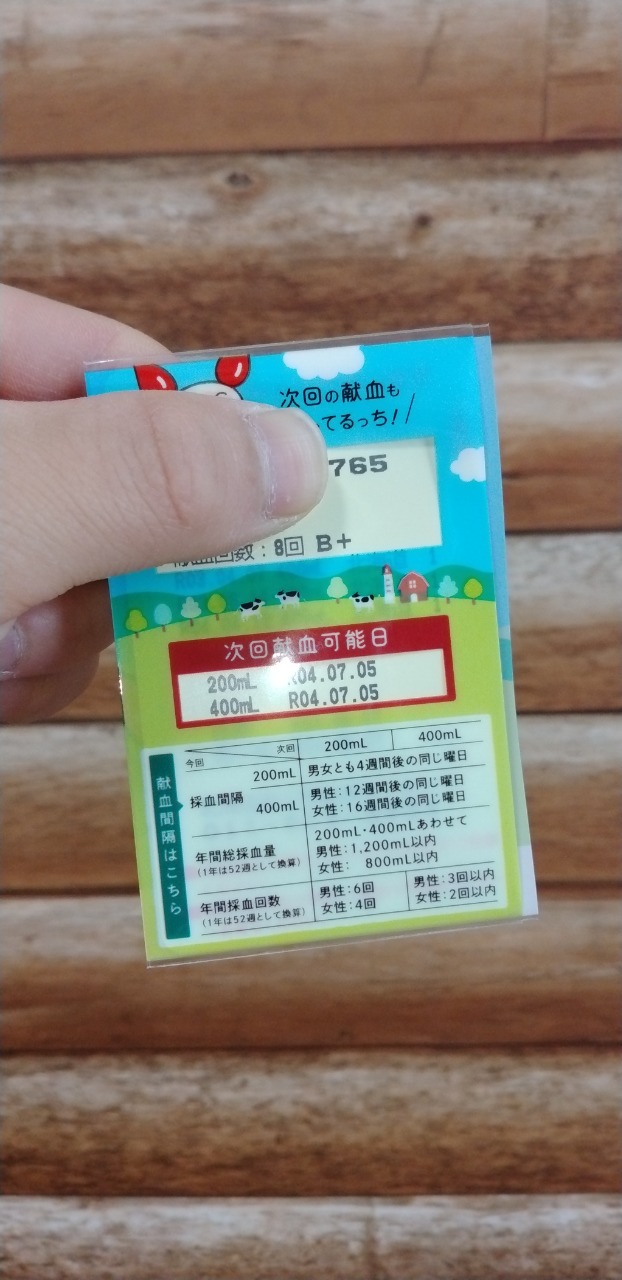 次回の献血も
てるっち!
765
献血回数:8回 B+
次回献血可能日
200mL R04.07.05
400mL R04.07.05
献血間隔はこちら
今回 次回 200mL 400mL
採血間隔
200mL 男女とも4週間後の同じ曜日
400mL 男性:12週間後の同じ曜日
女性:16週間後の同じ曜日
年間総採血量
(1年は52週として換算)
200mL・400mLあわせて
男性:1,200mL以内
女性: 800mL以内
年間採血回数
(1年は52週として換算)
男性:6回
女性:4回
男性:3回以内
女性:2回以内